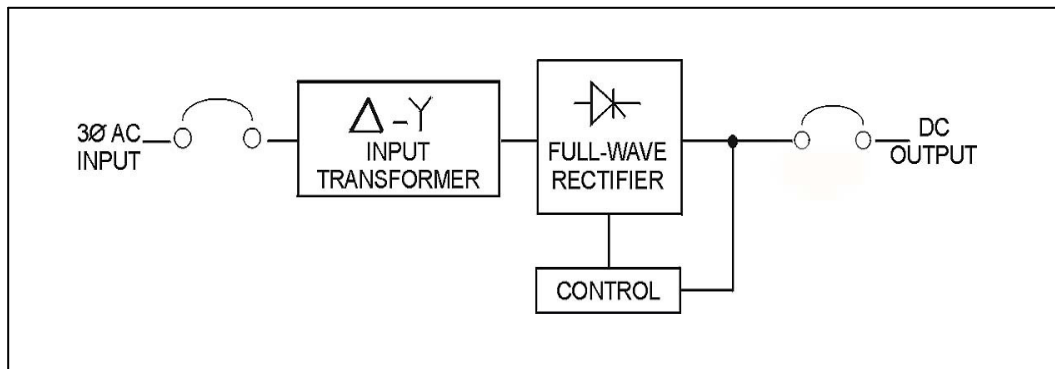 3Ø AC
INPUT
Δ-Y
INPUT
TRANSFORMER
FULL-WAVE
RECTIFIER
CONTROL
DC
OUTPUT